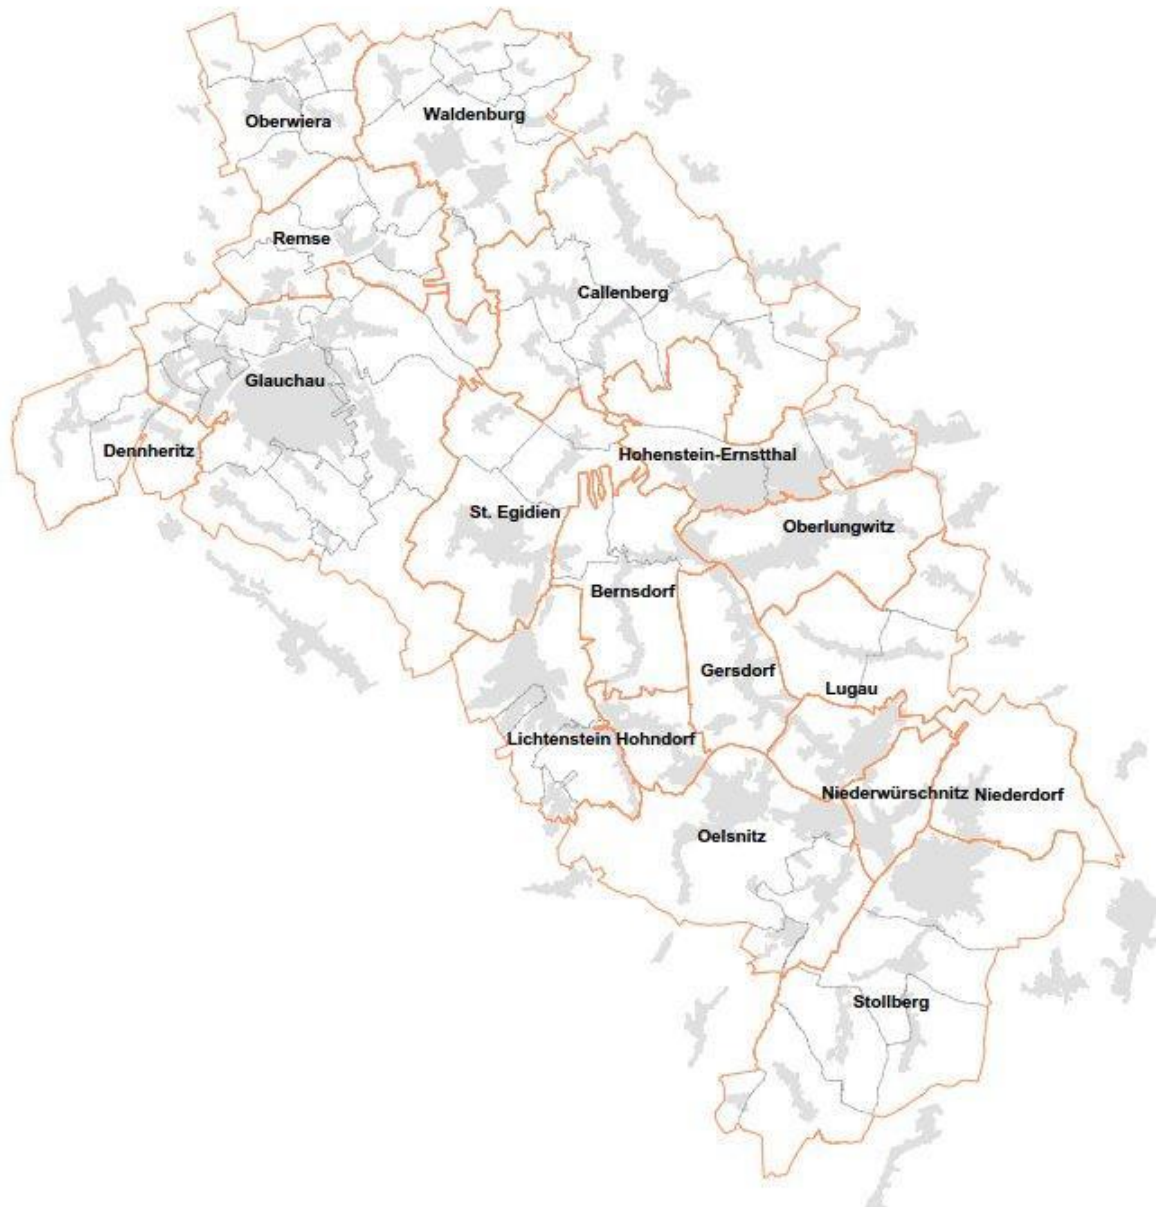 Oberwiera
Waldenburg
Remse
Callenberg
Glauchau
Dennheritz
Hohenstein-Ernstthal
St. Egidien
Oberlungwitz
Bernsdorf
Gersdorf
Lugau
Lichtenstein
Hohndorf
Niederwürschnitz
Niederdorf
Oelsnitz
Stollberg